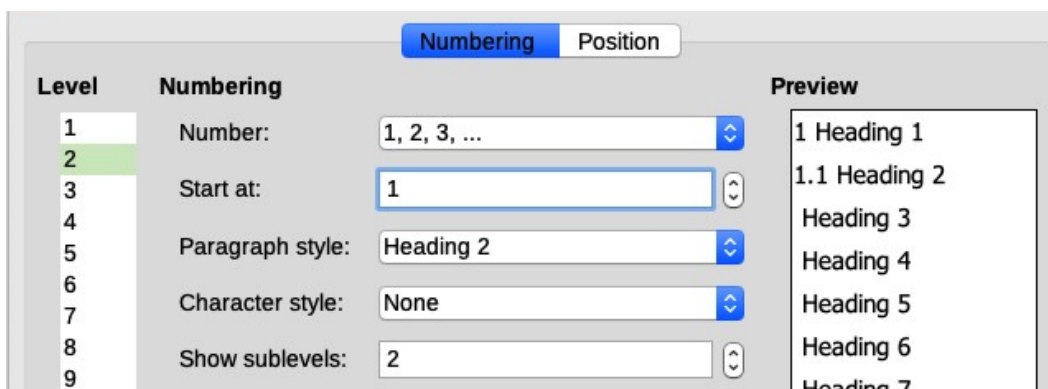 Numbering Position
Level
1
2
3
4
5
6
7
8
9
Numbering
Number: 1, 2, 3, ...
Start at: 1
Paragraph style: Heading 2
Character style: None
Show sublevels: 2
Preview
1 Heading 1
1.1 Heading 2
Heading 3
Heading 4
Heading 5
Heading 6
Heading 7